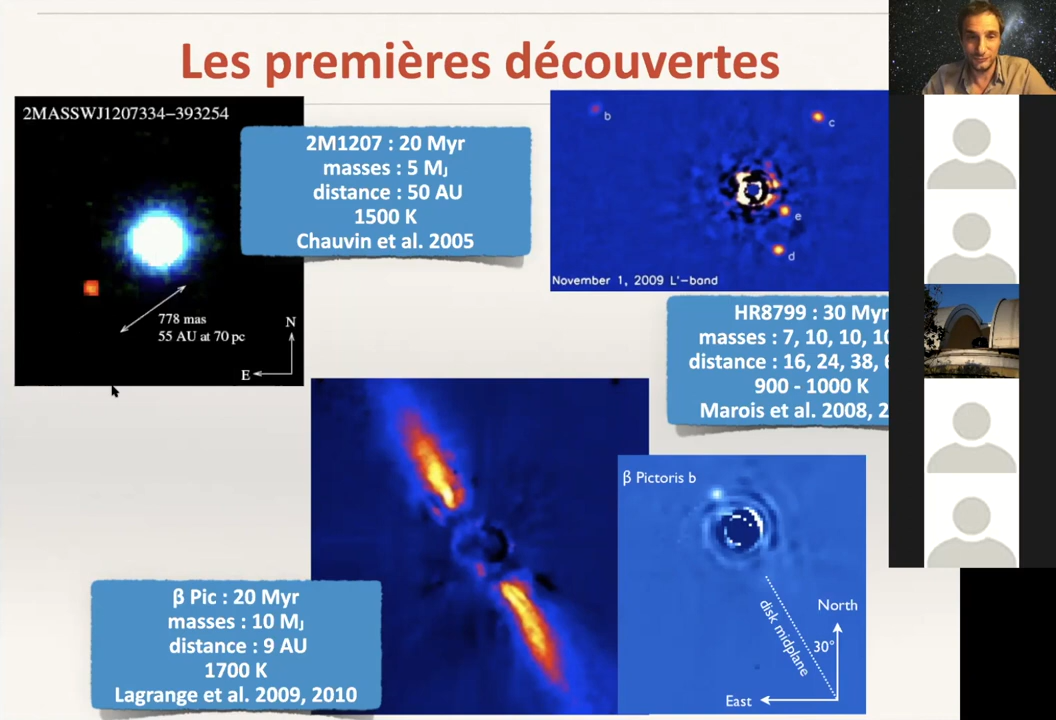 Les premières découvertes
2MASSWJ1207334−393254
2M1207 : 20 Myr
masses : 5 MJ
distance : 50 AU
1500 K
Chauvin et al. 2005
778 mas
55 AU at 70 pc
N
E
b
c
e
d
November 1, 2009 L'−band
HR8799 : 30 Myr
masses : 7, 10, 10, 10
distance : 16, 24, 38,
900 - 1000 K
Marois et al. 2008, 2
β Pictoris b
disk midplane
North
30°
East
β Pic : 20 Myr
masses : 10 MJ
distance : 9 AU
1700 K
Lagrange et al. 2009, 2010